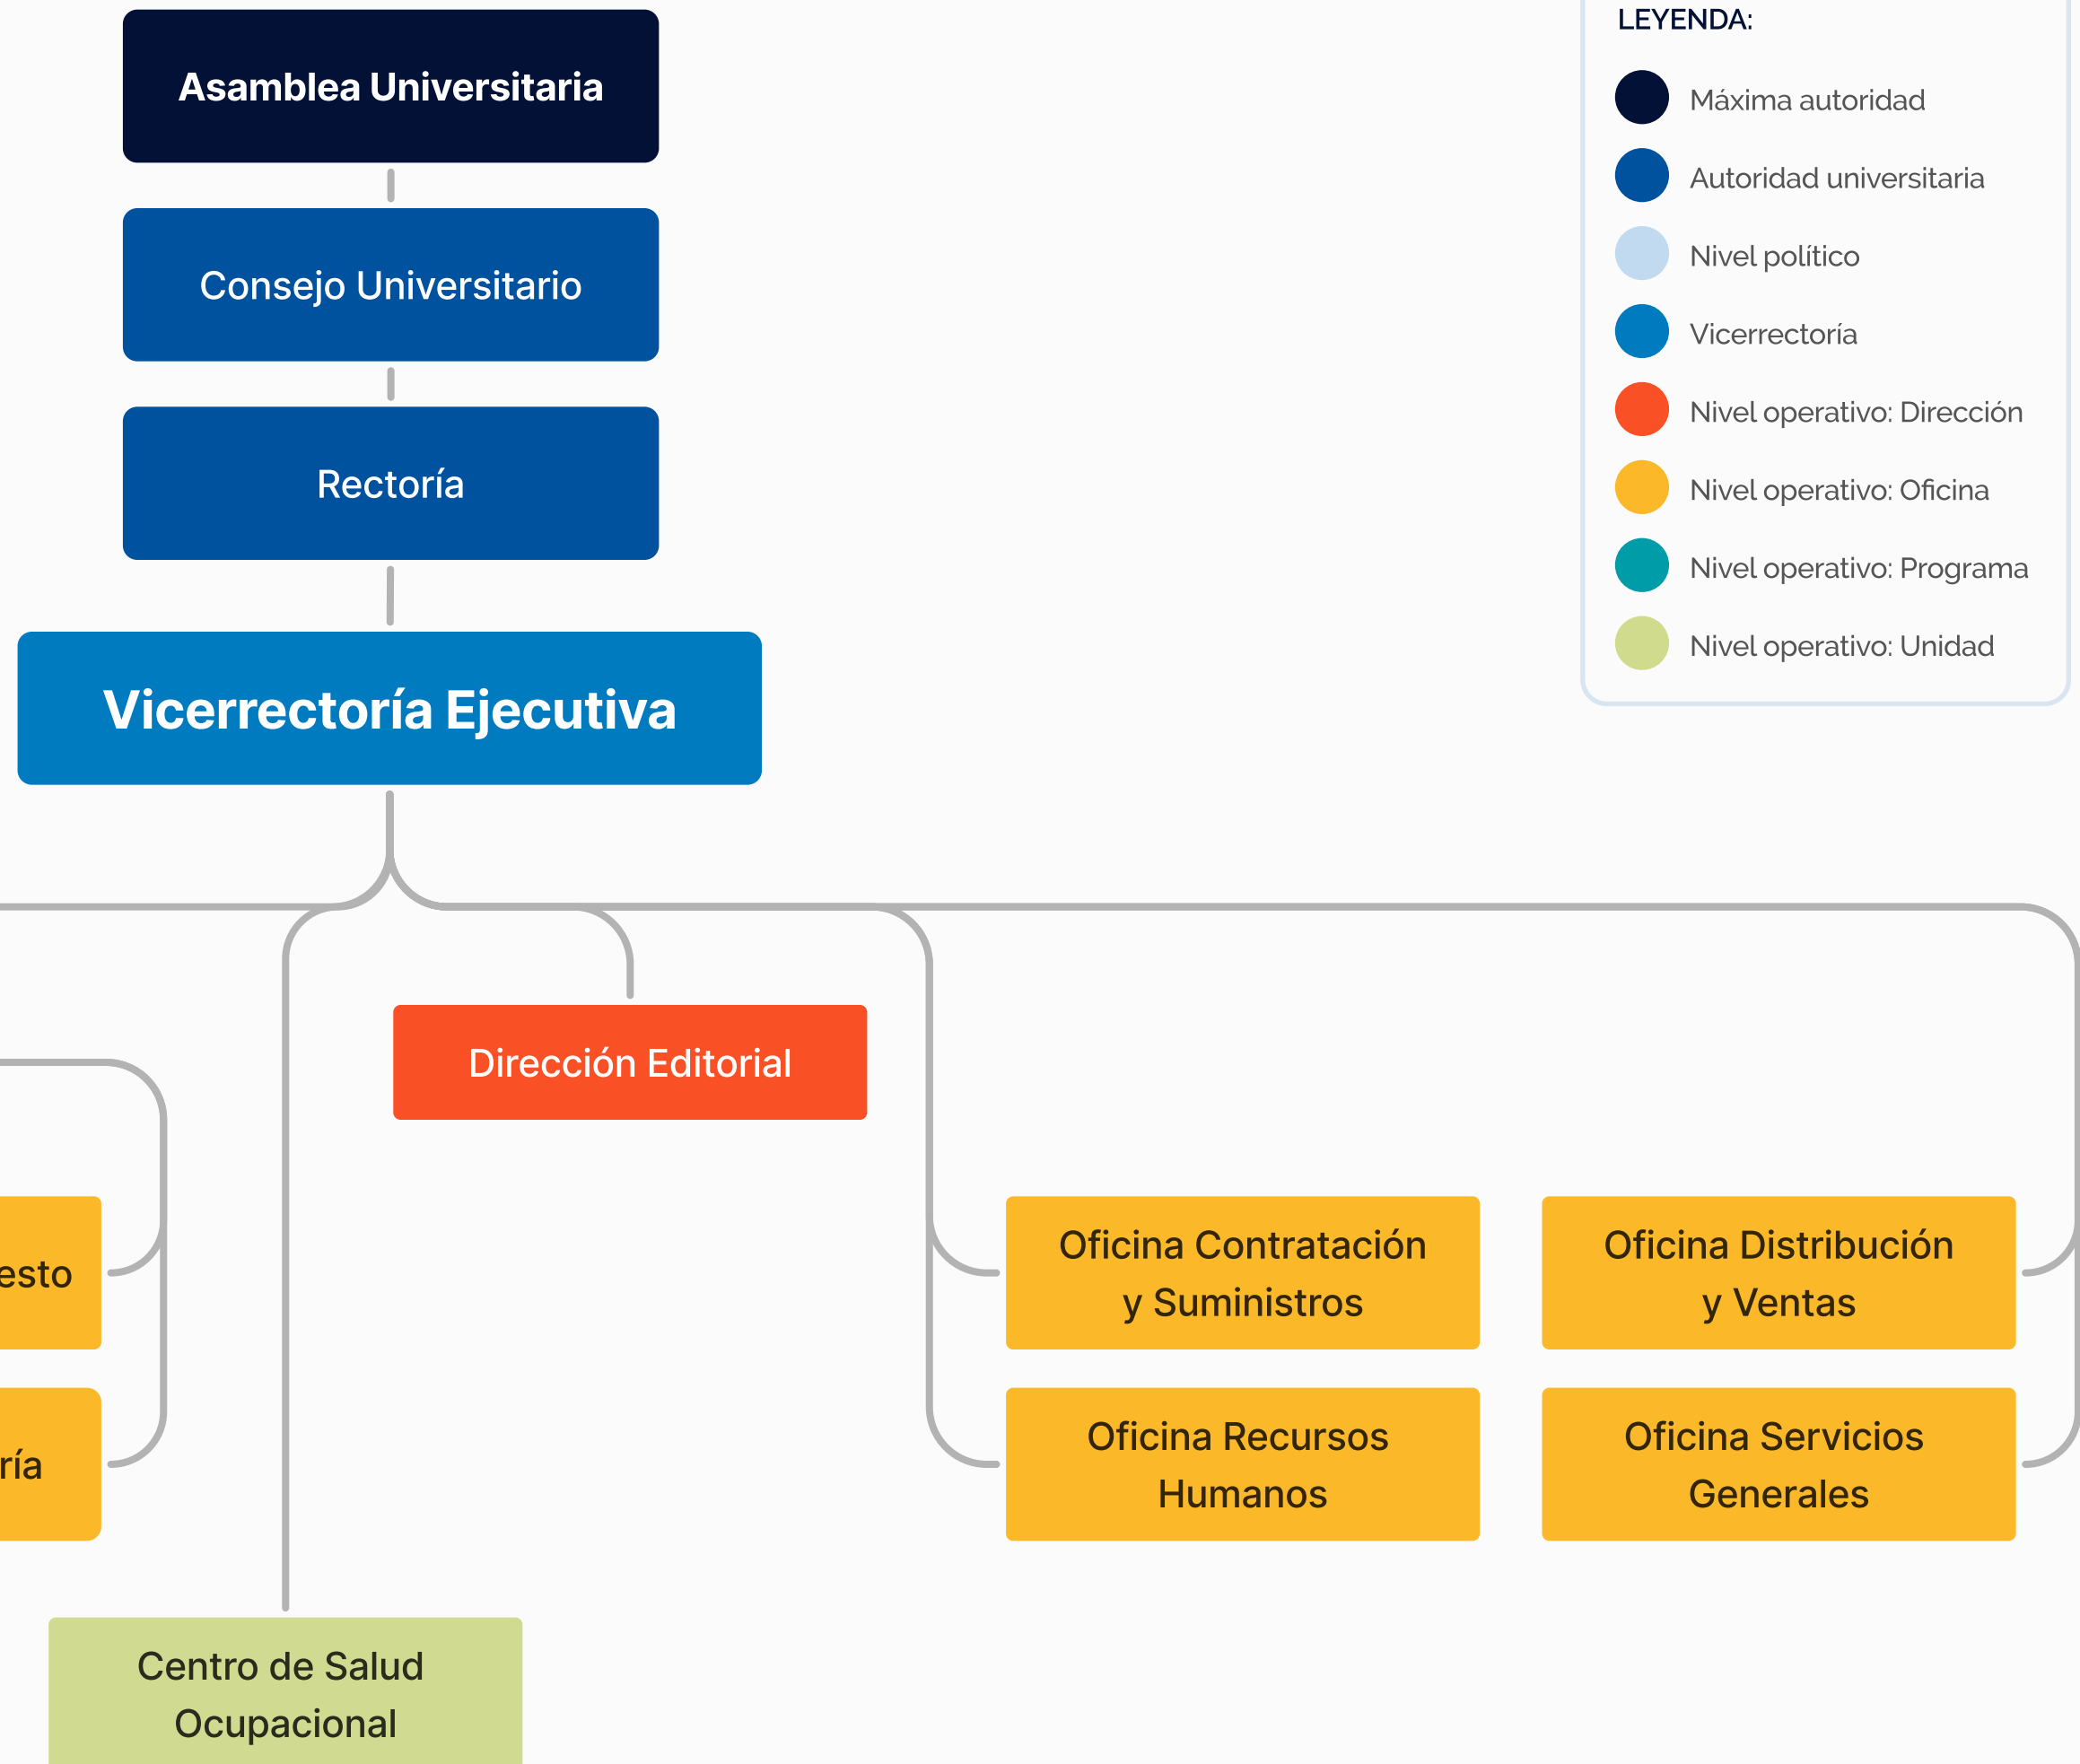 Asamblea Universitaria
Consejo Universitario
Rectoría
Vicerrectoría Ejecutiva
LEYENDA:
Máxima autoridad
Autoridad universitaria
Nivel político
Vicerrectoría
Nivel operativo: Dirección
Nivel operativo: Oficina
Nivel operativo: Programa
Nivel operativo: Unidad
Dirección Editorial
esto
Oficina Contratación
y Suministros
Oficina Distribución
y Ventas
ría
Oficina Recursos
Humanos
Oficina Servicios
Generales
Centro de Salud
Ocupacional